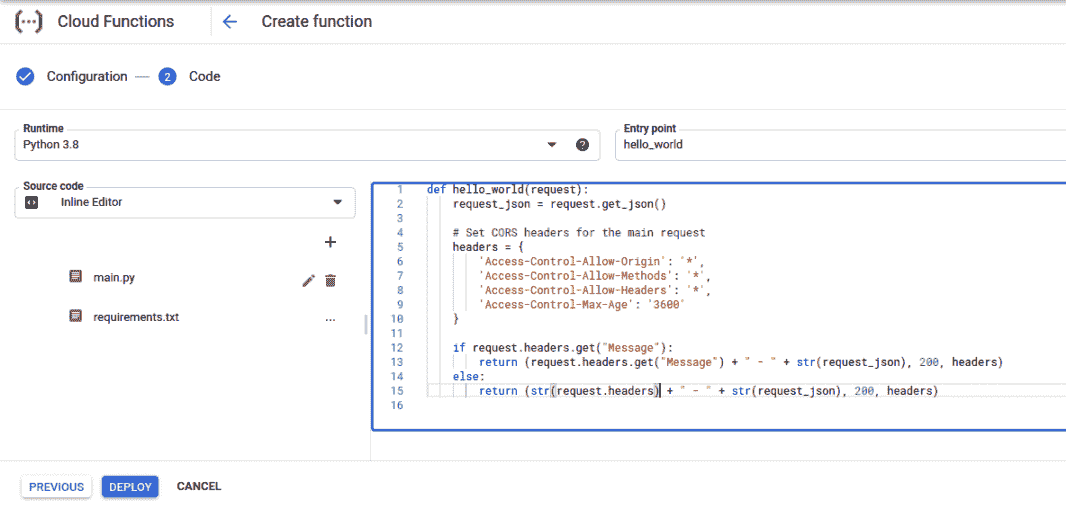 Cloud Functions
Create function
Configuration — 2 Code
Runtime
Python 3.8
Entry point
hello_world
Source code
Inline Editor
main.py
requirements.txt
...
1 def hello_world(request):
2 request_json = request.get_json()
3
4 # Set CORS headers for the main request
5 headers = {
6 'Access-Control-Allow-Origin': '*',
7 'Access-Control-Allow-Methods': '*',
8 'Access-Control-Allow-Headers': '*',
9 'Access-Control-Max-Age': '3600'
10 }
11
12 if request.headers.get("Message"):
13 return (request.headers.get("Message") + " - " + str(request_json), 200, headers)
14 else:
15 return (str(request.headers) + " - " + str(request_json), 200, headers)
16
PREVIOUS DEPLOY CANCEL